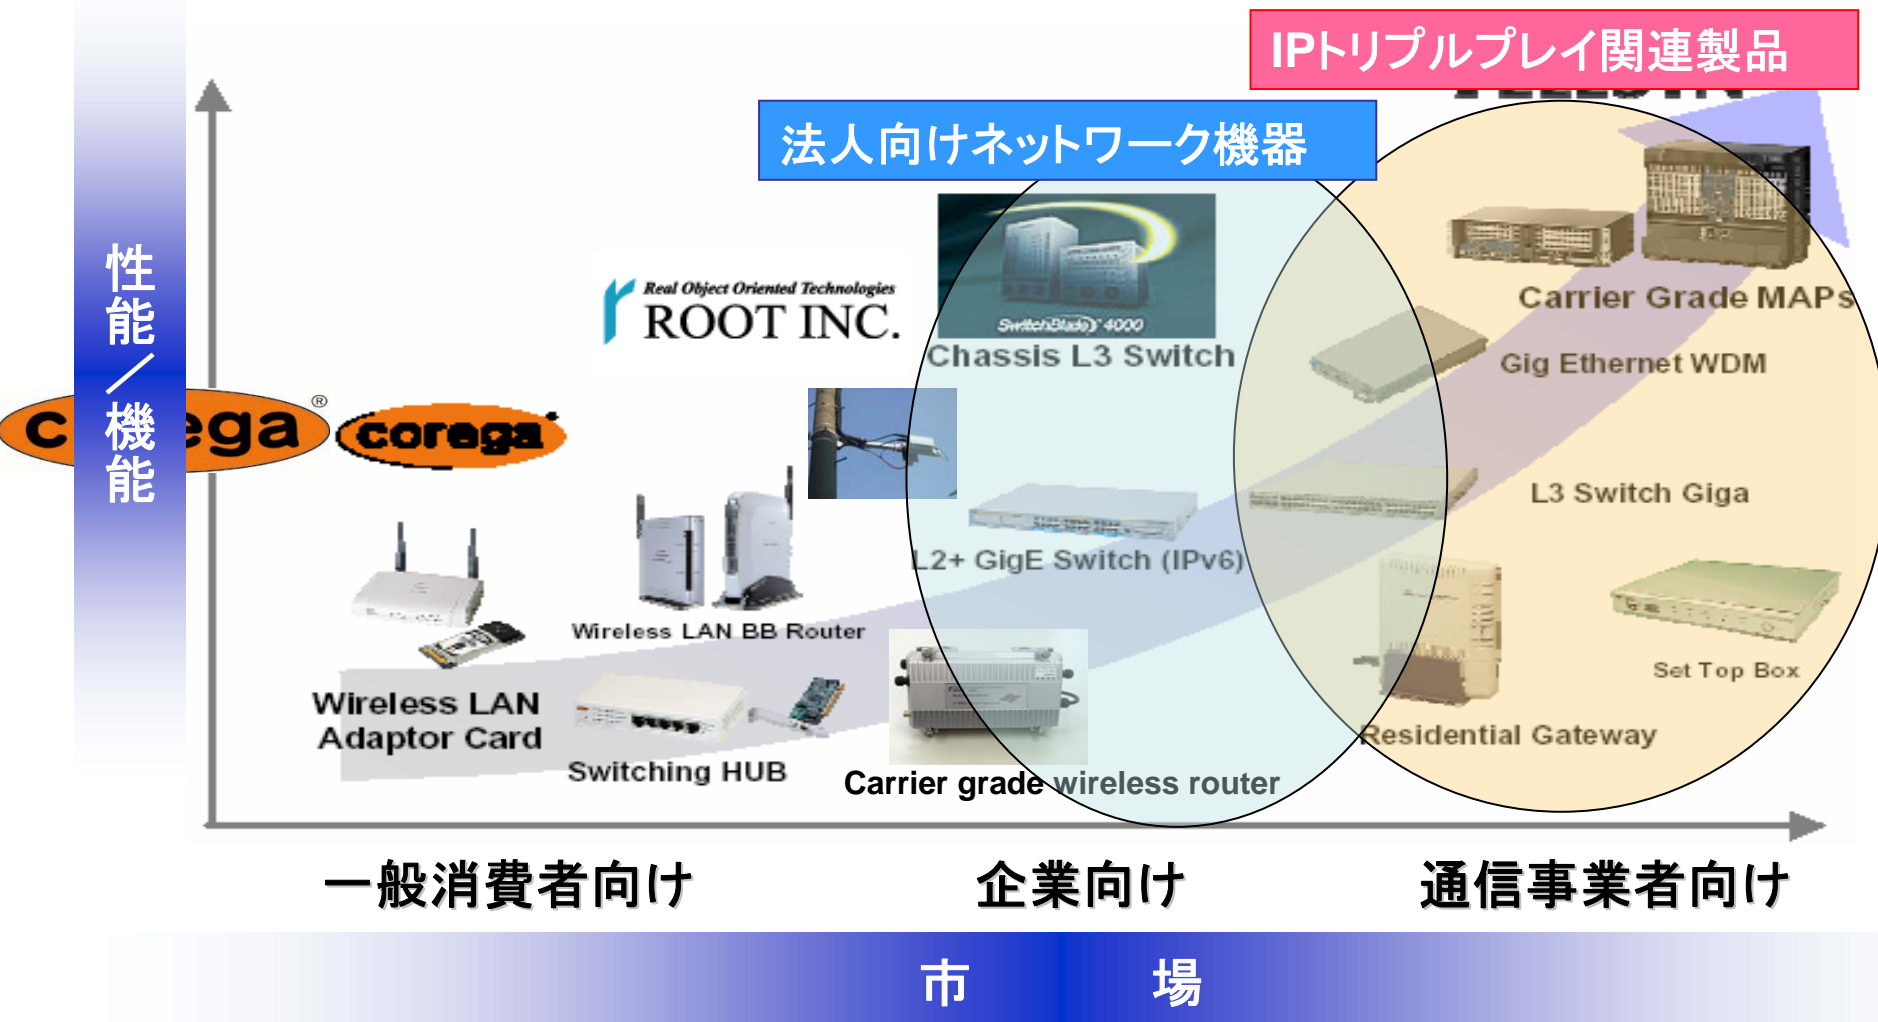 IPトリプルプレイ関連製品
法人向けネットワーク機器
性能／機能
Real Object Oriented Technologies
ROOT INC.
SwitchBlade 4000
Chassis L3 Switch
Carrier Grade MAPs
Gig Ethernet WDM
corega
®
corega
L3 Switch Giga
L2+ GigE Switch (IPv6)
Wireless LAN BB Router
Set Top Box
Wireless LAN
Adaptor Card
Residential Gateway
Switching HUB
Carrier grade wireless router
一般消費者向け
企業向け
通信事業者向け
市場